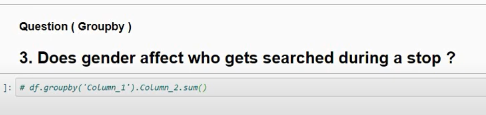 Question ( Groupby )
3. Does gender affect who gets searched during a stop ?
]: # df.groupby('Column_1').Column_2.sum()